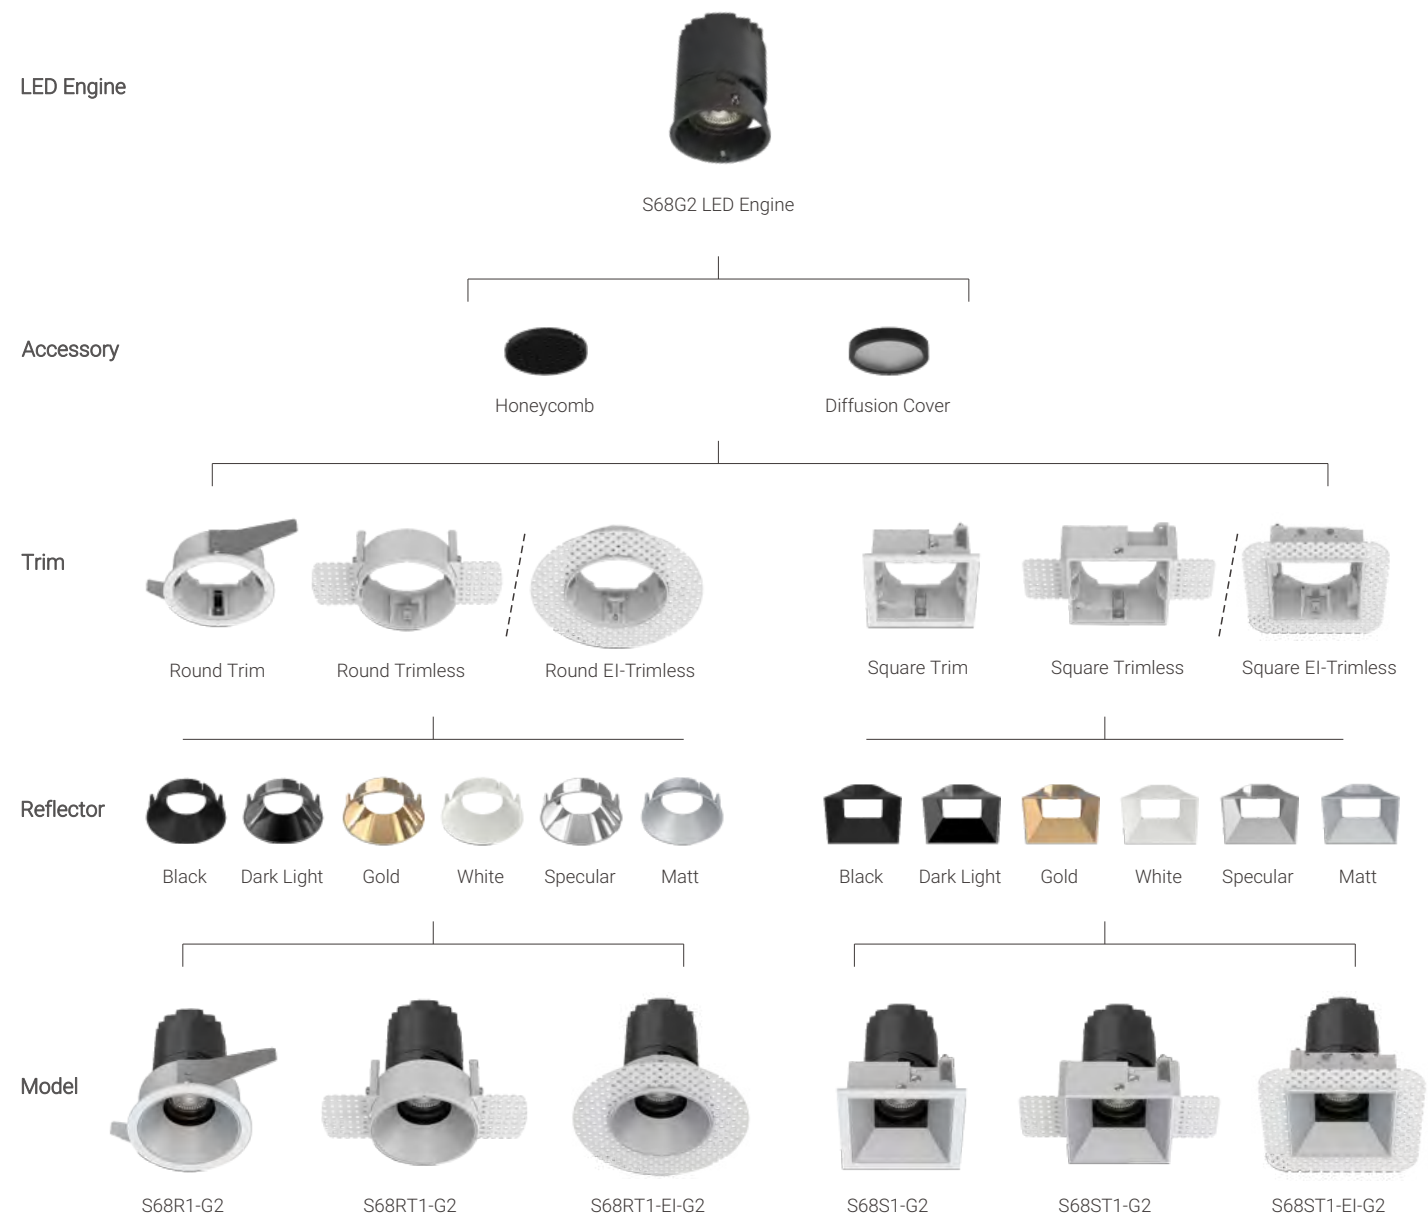 LED Engine
S68G2 LED Engine
Accessory
Honeycomb
Diffusion Cover
Trim
Round Trim
Round Trimless
Round EI-Trimless
Square Trim
Square Trimless
Square EI-Trimless
Reflector
Black
Dark Light
Gold
White
Specular
Matt
Black
Dark Light
Gold
White
Specular
Matt
Model
S68R1-G2
S68RT1-G2
S68RT1-EI-G2
S68S1-G2
S68ST1-G2
S68ST1-EI-G2